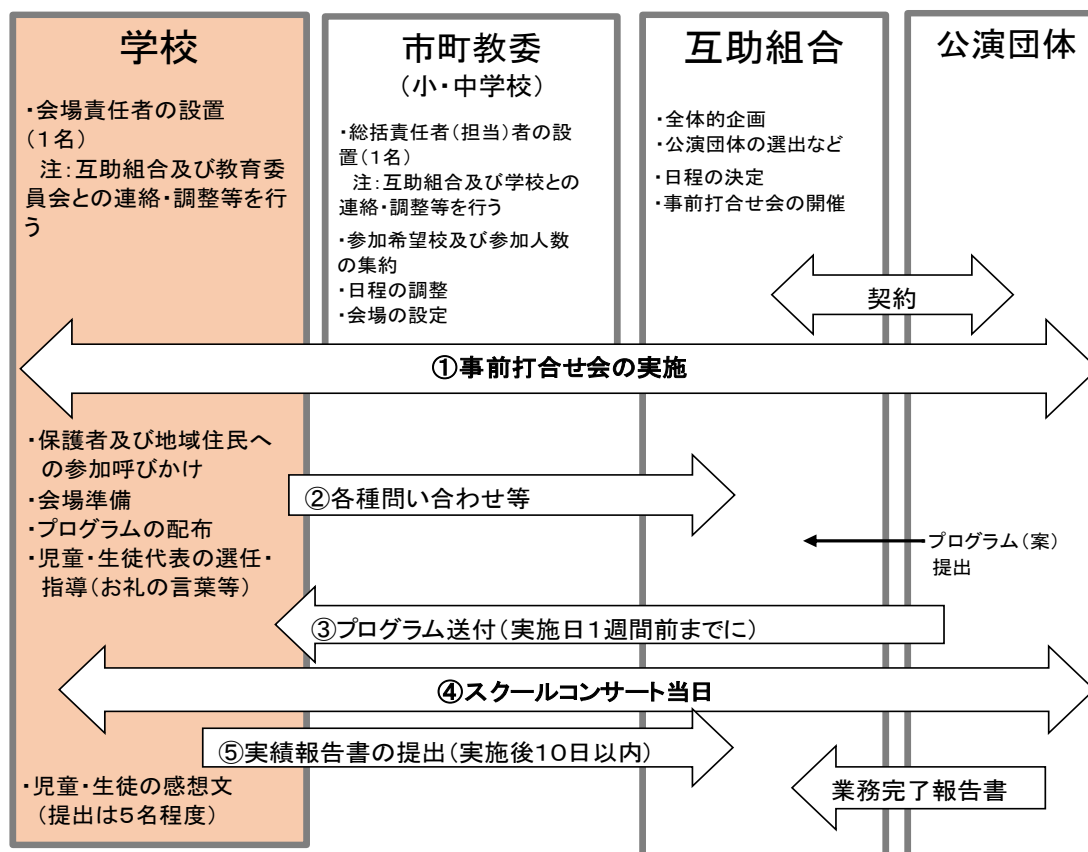 学校
・会場責任者の設置
(1名)
注:互助組合及び教育委
員会との連絡・調整等を行
う
市町教委
(小・中学校)
・総括責任者(担当)者の設
置(1名)
注:互助組合及び学校との
連絡・調整等を行う
・参加希望校及び参加人数
の集約
・日程の調整
・会場の設定
互助組合
・全体的企画
・公演団体の選出など
・日程の決定
・事前打合せ会の開催
公演団体
契約
①事前打合せ会の実施
・保護者及び地域住民へ
の参加呼びかけ
・会場準備
・プログラムの配布
・児童・生徒代表の選任・
指導(お礼の言葉等)
②各種問い合わせ等
プログラム(案)
提出
③プログラム送付(実施日1週間前までに)
④スクールコンサート当日
⑤実績報告書の提出(実施後10日以内)
・児童・生徒の感想文
(提出は5名程度)
業務完了報告書